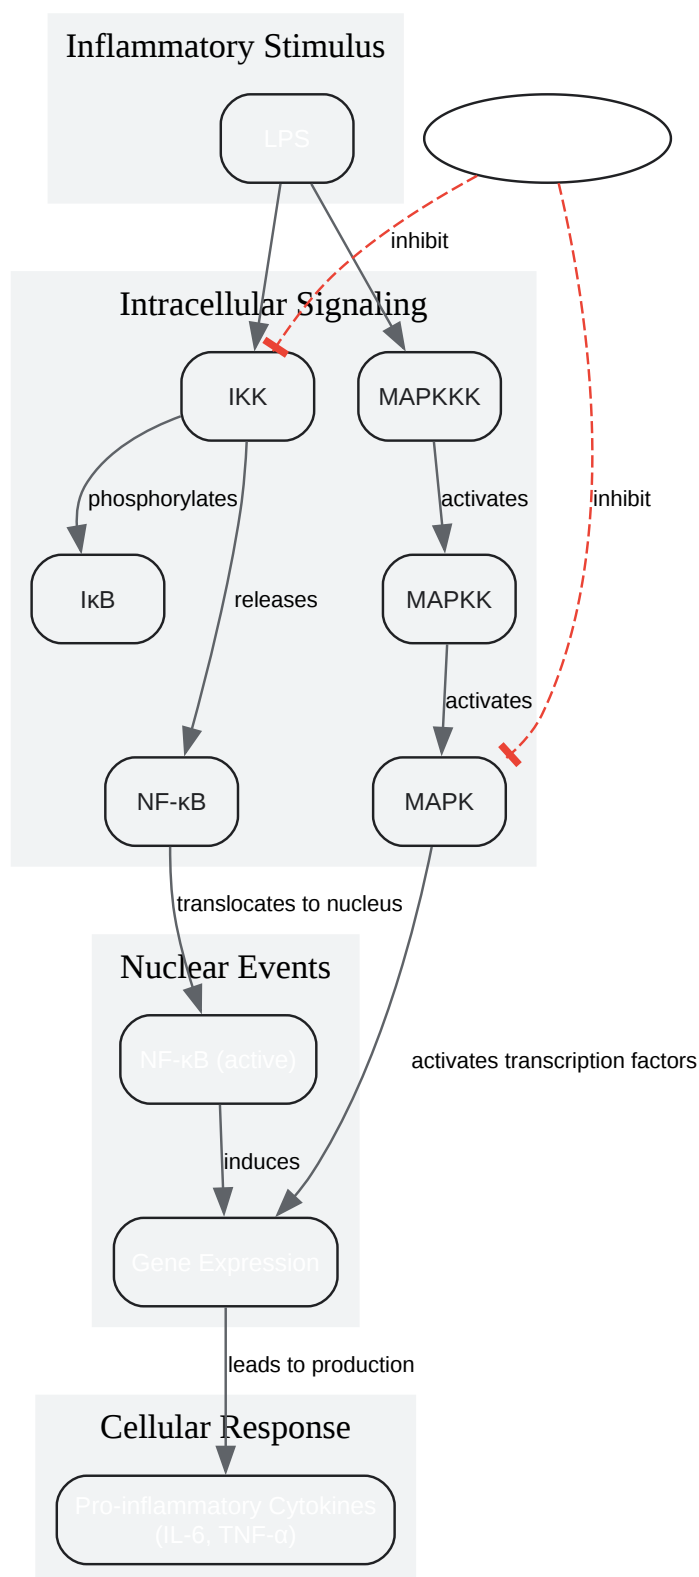 Inflammatory Stimulus
LPS
inhibit
Intracellular Signaling
IKK
MAPKKK
phosphorylates
activates
inhibit
IκB
releases
MAPKK
activates
NF-κB
MAPK
translocates to nucleus
Nuclear Events
NF-κB (active)
activates transcription factors
induces
Gene Expression
leads to production
Cellular Response
Pro-inflammatory Cytokines
(IL-6, TNF-α)